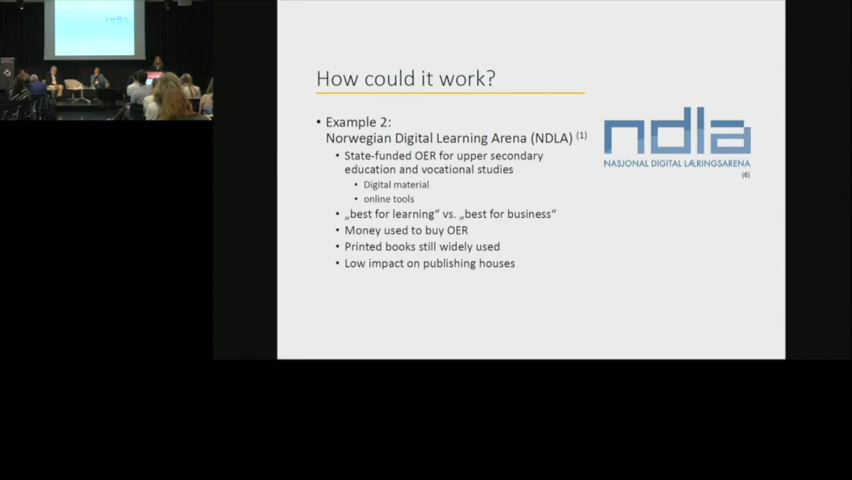 ndla
How could it work?
• Example 2:
Norwegian Digital Learning Arena (NDLA) (1)
• State-funded OER for upper secondary
education and vocational studies
• Digital material
• online tools
• „best for learning“ vs. „best for business“
• Money used to buy OER
• Printed books still widely used
• Low impact on publishing houses
ndla
NASJONAL DIGITAL LÆRINGSARENA
(6)